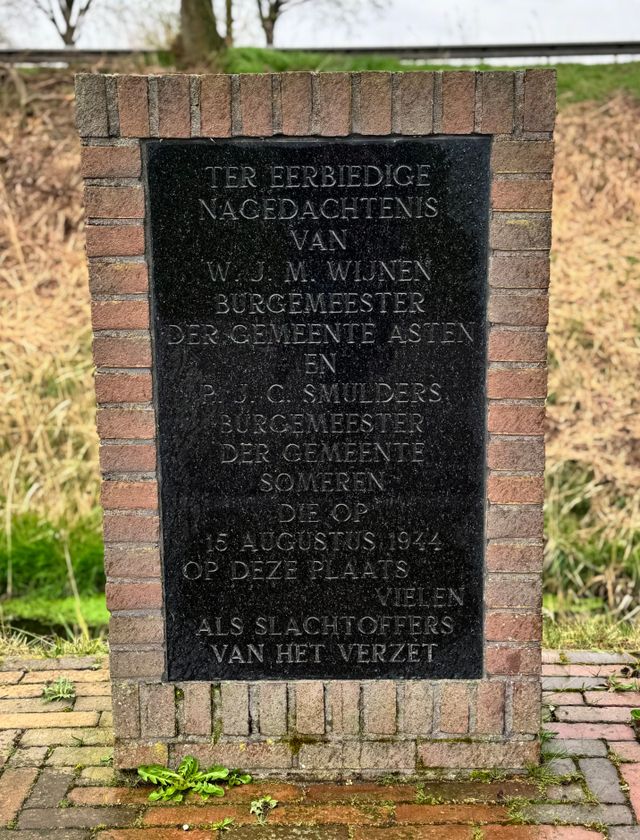 TER EERBIEDIGE
NAGEDACHTENIS
VAN
W. J. M. WIJNEN
BURGEMEESTER
DER GEMEENTE ASTEN
EN
P. J. C. SMULDERS
BURGEMEESTER
DER GEMEENTE
SOMEREN
DIE OP
15 AUGUSTUS 1944
OP DEZE PLAATS
VIELEN
ALS SLACHTOFFERS
VAN HET VERZET